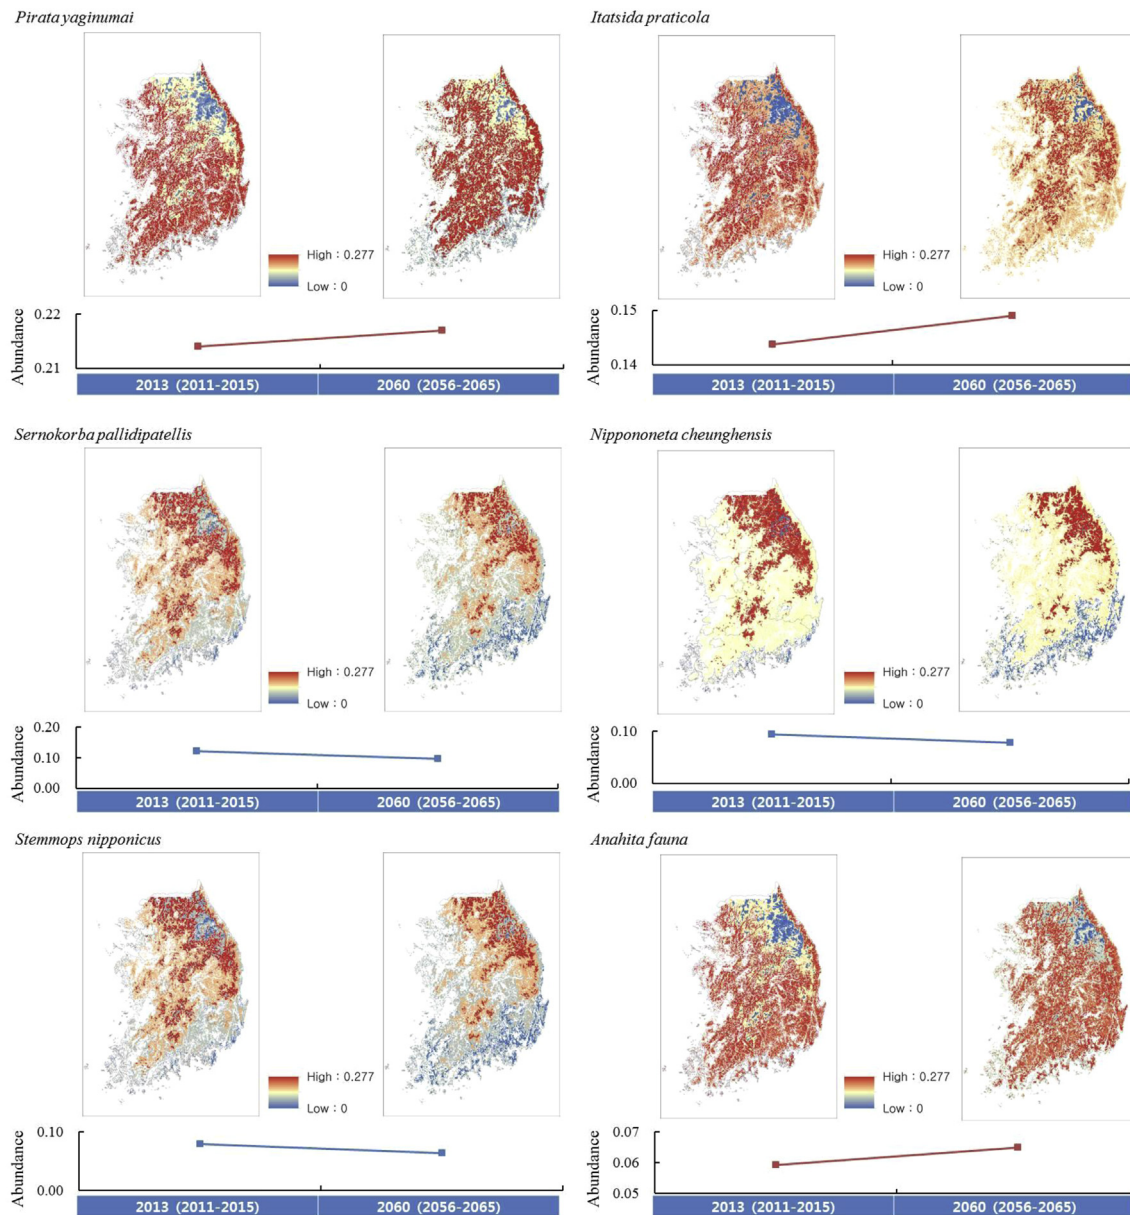 Pirata yaginumai
Itatsida praticola
High : 0.277
Low : 0
High : 0.277
Low : 0
Abundance
0.22
0.21
2013 (2011-2015)
2060 (2056-2065)
Abundance
0.15
0.14
2013 (2011-2015)
2060 (2056-2065)
Sernokorba pallidipatellis
Nippononeta cheunghensis
High : 0.277
Low : 0
High : 0.277
Low : 0
Abundance
0.20
0.10
0.00
2013 (2011-2015)
2060 (2056-2065)
Abundance
0.10
0.00
2013 (2011-2015)
2060 (2056-2065)
Stemmops nipponicus
Anahita fauna
High : 0.277
Low : 0
High : 0.277
Low : 0
Abundance
0.10
0.00
2013 (2011-2015)
2060 (2056-2065)
Abundance
0.07
0.06
0.05
2013 (2011-2015)
2060 (2056-2065)